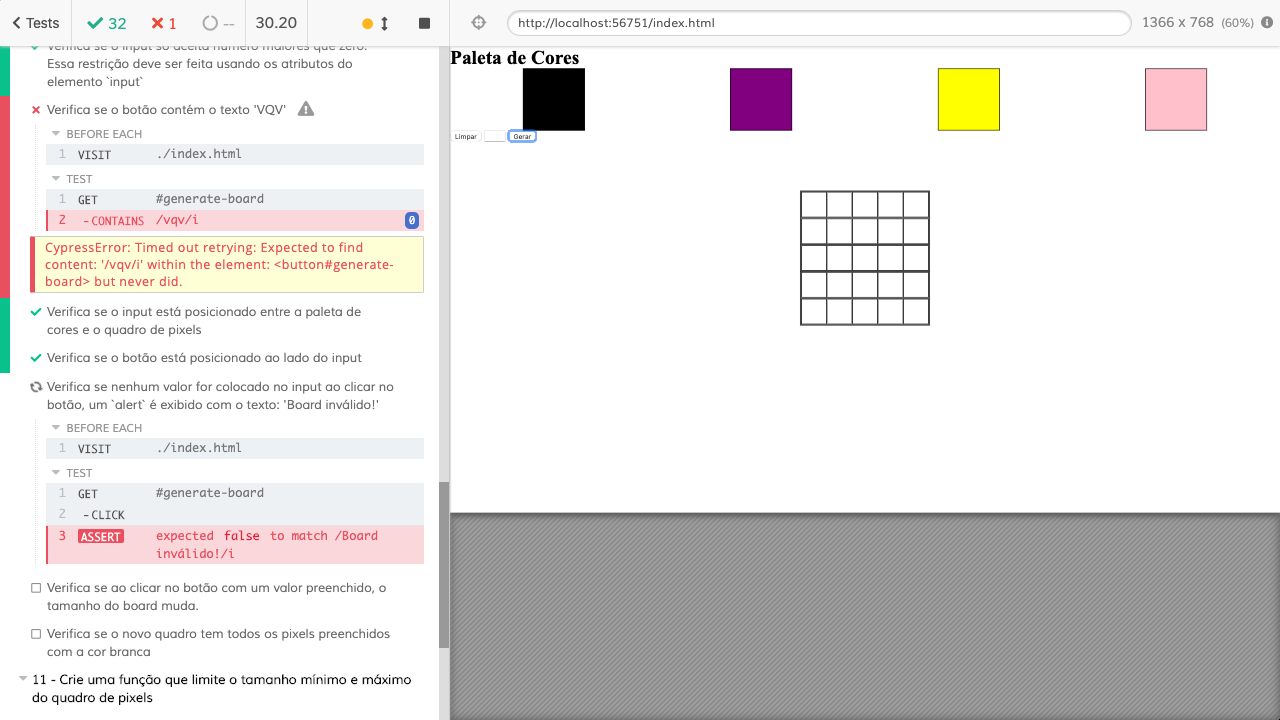 Tests 32 1 -- 30.20 http://localhost:56751/index.html 1366 x 768 (60%)
Verifica se o input só aceita número maiores que zero.
Essa restrição deve ser feita usando os atributos do
elemento `input`
Verifica se o botão contém o texto 'VQV'
BEFORE EACH
1 VISIT ./index.html
TEST
1 GET #generate-board
2 -CONTAINS /vqv/i 0
CypressError: Timed out retrying: Expected to find
content: '/vqv/i' within the element: <button#generate-
board> but never did.
Verifica se o input está posicionado entre a paleta de
cores e o quadro de pixels
Verifica se o botão está posicionado ao lado do input
Verifica se nenhum valor for colocado no input ao clicar no
botão, um `alert` é exibido com o texto: 'Board inválido!'
BEFORE EACH
1 VISIT ./index.html
TEST
1 GET #generate-board
2 -CLICK
3 ASSERT expected false to match /Board
inválido!/i
Verifica se ao clicar no botão com um valor preenchido, o
tamanho do board muda.
Verifica se o novo quadro tem todos os pixels preenchidos
com a cor branca
11 - Crie uma função que limite o tamanho mínimo e máximo
do quadro de pixels
Paleta de Cores
Limpar Gerar